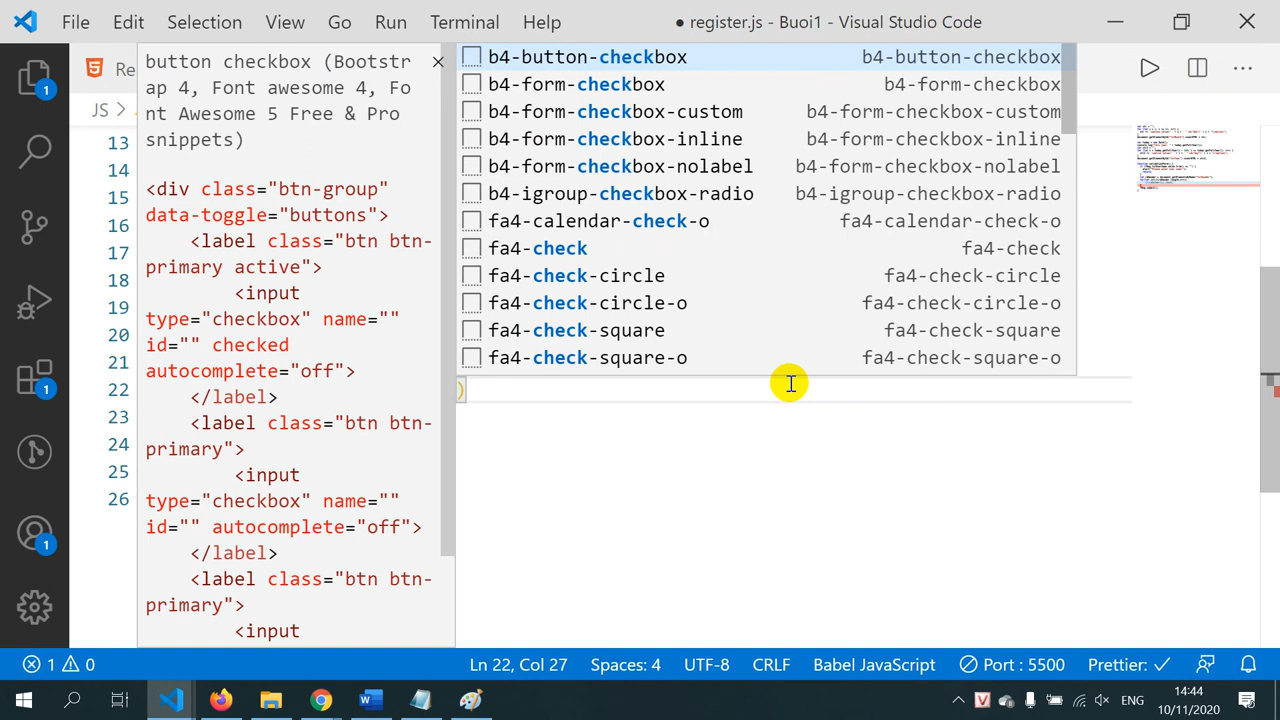 File Edit Selection View Go Run Terminal Help ● register.js - Buoi1 - Visual Studio Code
Re
JS >
button checkbox (Bootstr
ap 4, Font awesome 4, Fo
nt Awesome 5 Free & Pro
snippets)
<div class="btn-group"
data-toggle="buttons">
<label class="btn btn-
primary active">
<input
type="checkbox" name=""
id="" checked
autocomplete="off">
</label>
<label class="btn btn-
primary">
<input
type="checkbox" name=""
id="" autocomplete="off">
</label>
<label class="btn btn-
primary">
<input
b4-button-checkbox b4-button-checkbox
b4-form-checkbox b4-form-checkbox
b4-form-checkbox-custom b4-form-checkbox-custom
b4-form-checkbox-inline b4-form-checkbox-inline
b4-form-checkbox-nolabel b4-form-checkbox-nolabel
b4-igroup-checkbox-radio b4-igroup-checkbox-radio
fa4-calendar-check-o fa4-calendar-check-o
fa4-check fa4-check
fa4-check-circle fa4-check-circle
fa4-check-circle-o fa4-check-circle-o
fa4-check-square fa4-check-square
fa4-check-square-o fa4-check-square-o
)
13
14
15
16
17
18
19
20
21
22
23
24
25
26
1
1
1
1 0 Ln 22, Col 27 Spaces: 4 UTF-8 CRLF Babel JavaScript Port : 5500 Prettier: ✓
ENG
14:44
10/11/2020